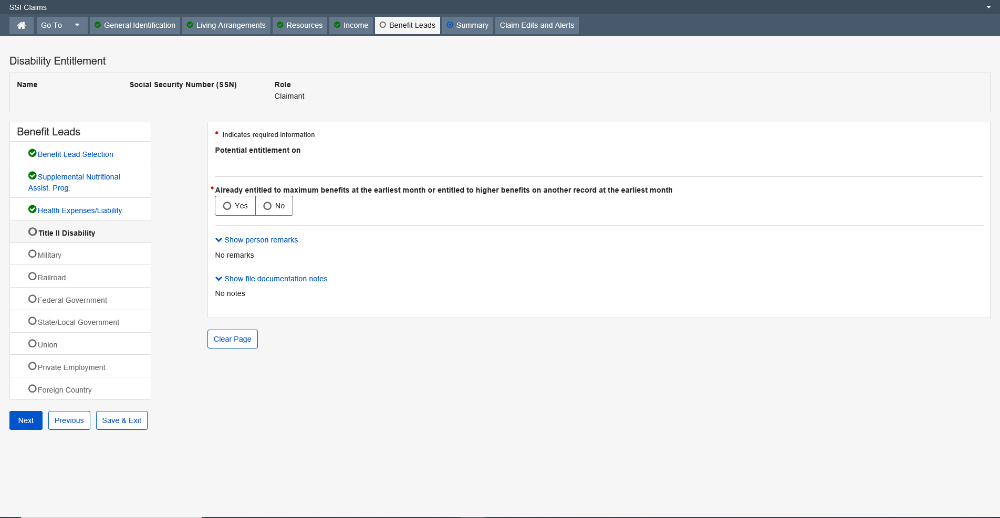 SSI Claims
Go To
General Identification
Living Arrangements
Resources
Income
Benefit Leads
Summary
Claim Edits and Alerts
Disability Entitlement
Name
Social Security Number (SSN)
Role
Claimant
Benefit Leads
Benefit Lead Selection
Supplemental Nutritional
Assist. Prog.
Health Expenses/Liability
Title II Disability
Military
Railroad
Federal Government
State/Local Government
Union
Private Employment
Foreign Country
Next
Previous
Save & Exit
* Indicates required information
Potential entitlement on
* Already entitled to maximum benefits at the earliest month or entitled to higher benefits on another record at the earliest month
Yes
No
Show person remarks
No remarks
Show file documentation notes
No notes
Clear Page